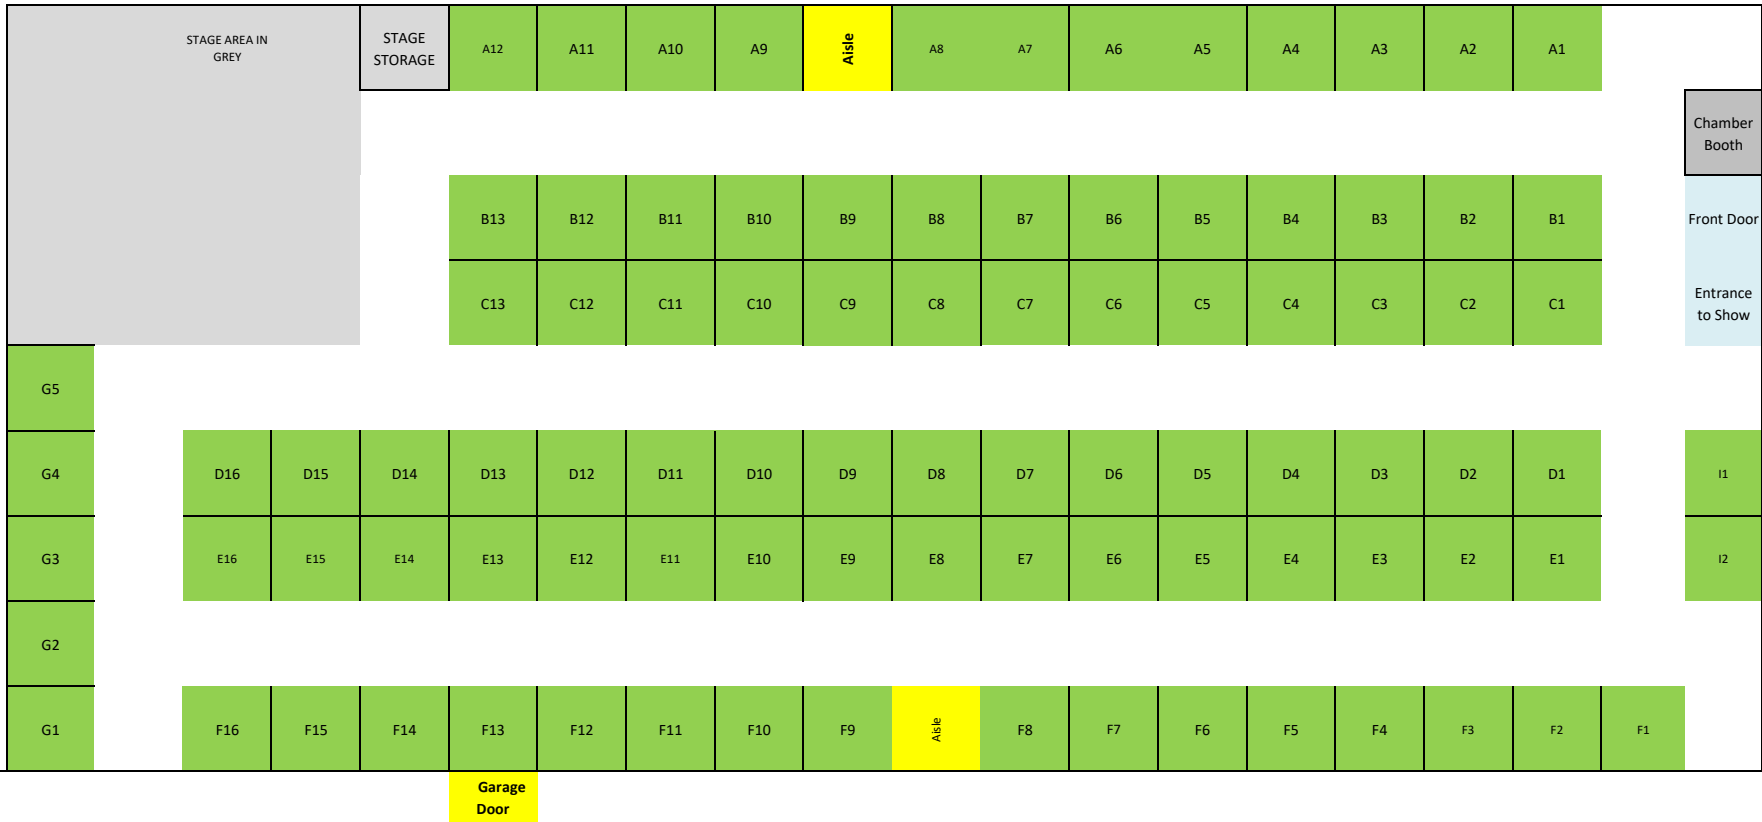 STAGE AREA IN
GREY
STAGE
STORAGE
A12 A11 A10 A9 Aisle A8 A7 A6 A5 A4 A3 A2 A1
Chamber
Booth
B13 B12 B11 B10 B9 B8 B7 B6 B5 B4 B3 B2 B1 Front Door
C13 C12 C11 C10 C9 C8 C7 C6 C5 C4 C3 C2 C1
Entrance
to Show
G5
G4 D16 D15 D14 D13 D12 D11 D10 D9 D8 D7 D6 D5 D4 D3 D2 D1 I1
G3 E16 E15 E14 E13 E12 E11 E10 E9 E8 E7 E6 E5 E4 E3 E2 E1 I2
G2
G1 F16 F15 F14 F13 F12 F11 F10 F9 Aisle F8 F7 F6 F5 F4 F3 F2 F1
Garage
Door